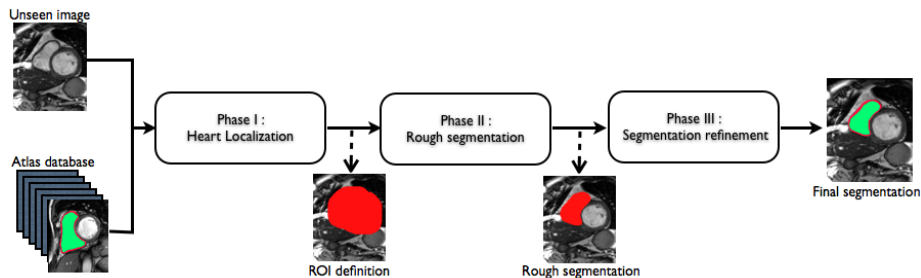 Unseen image
Atlas database
Phase I :
Heart Localization
ROI definition
Phase II :
Rough segmentation
Rough segmentation
Phase III :
Segmentation refinement
Final segmentation